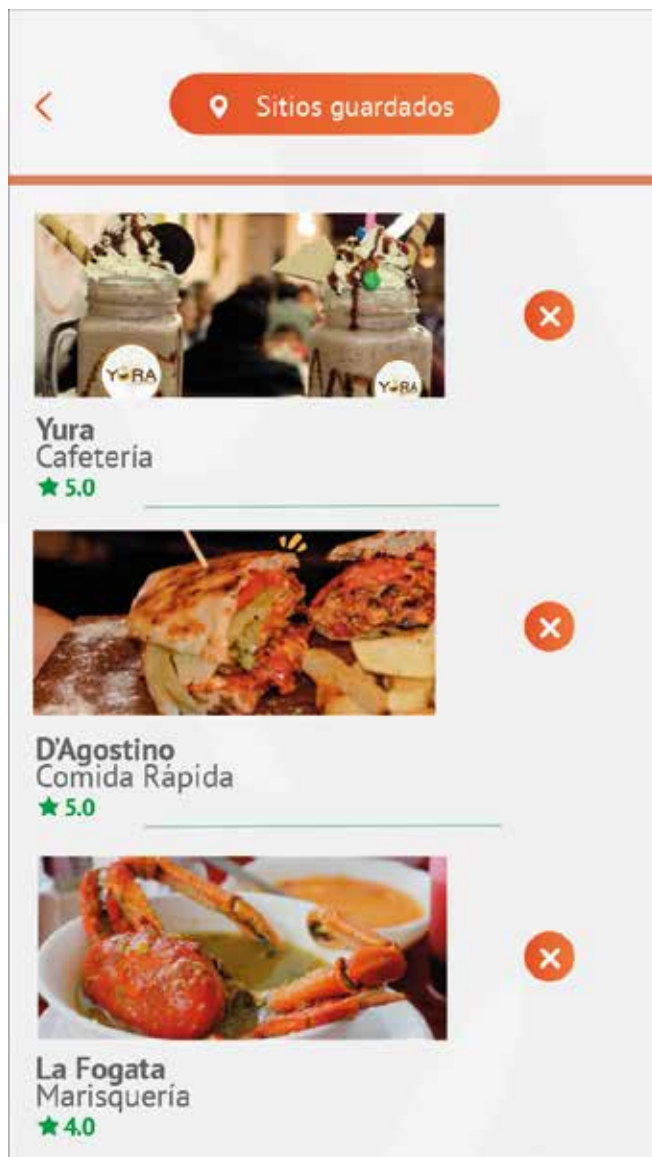 Sitios guardados
YURA
YURA
Yura
Cafetería
5.0
D'Agostino
Comida Rápida
5.0
La Fogata
Marisquería
4.0